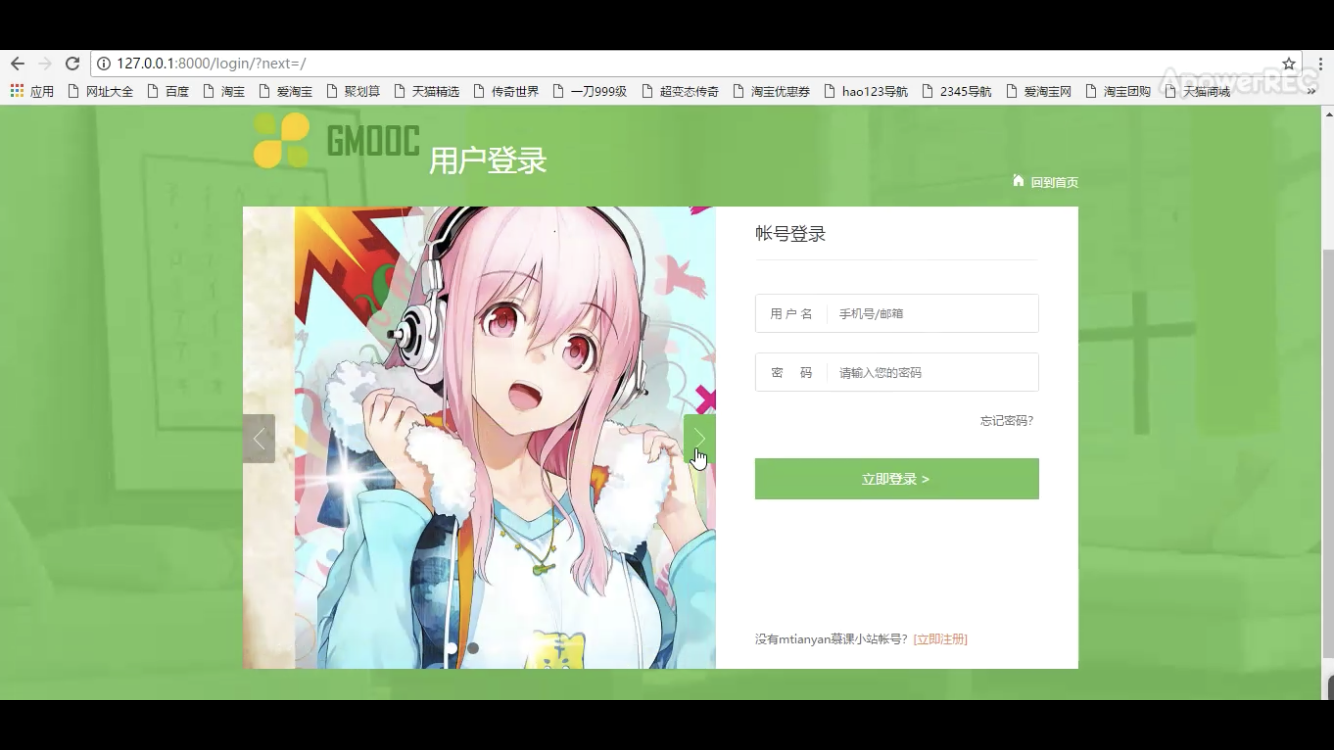 127.0.0.1:8000/login/?next=/
ApowerREC
应用 网址大全 百度 淘宝 爱淘宝 聚划算 天猫精选 传奇世界 一刀999级 超变态传奇 淘宝优惠券 hao123导航 2345导航 爱淘宝网 淘宝团购 天猫商城 »
GMOOC 用户登录
回到首页
帐号登录
用 户 名 手机号/邮箱
密 码 请输入您的密码
忘记密码?
立即登录 >
没有mtianyan慕课小站帐号? [立即注册]